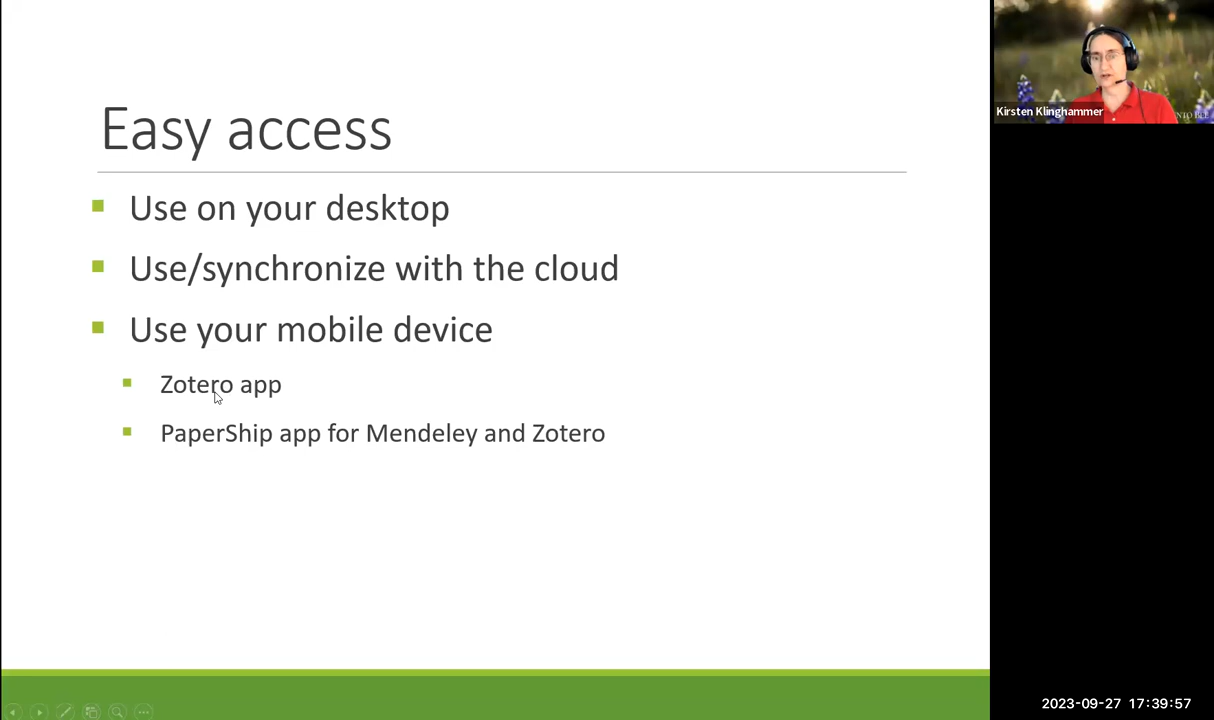 Easy access
Use on your desktop
Use/synchronize with the cloud
Use your mobile device
Zotero app
PaperShip app for Mendeley and Zotero
Kirsten Klinghammer
2023-09-27 17:39:57